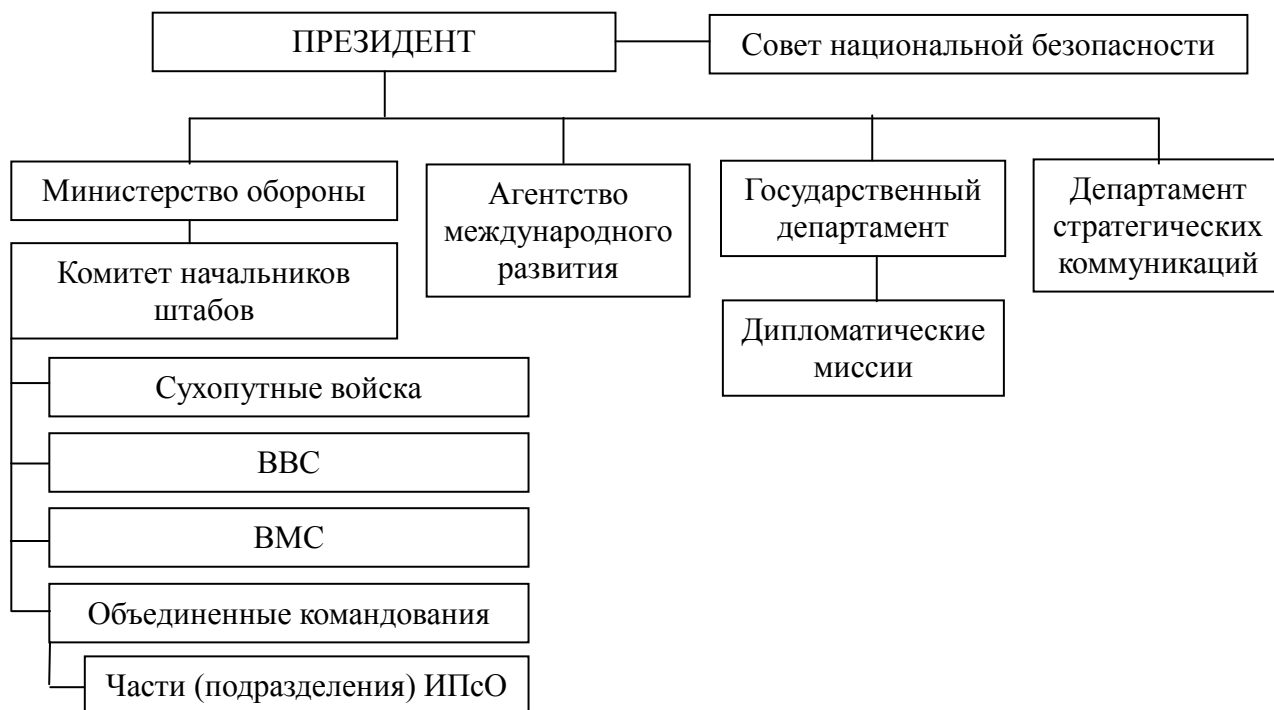 ПРЕЗИДЕНТ
Совет национальной безопасности
Министерство обороны
Агентство
международного
развития
Государственный
департамент
Департамент
стратегических
коммуникаций
Комитет начальников
штабов
Дипломатические
миссии
Сухопутные войска
ВВС
ВМС
Объединенные командования
Части (подразделения) ИПсО